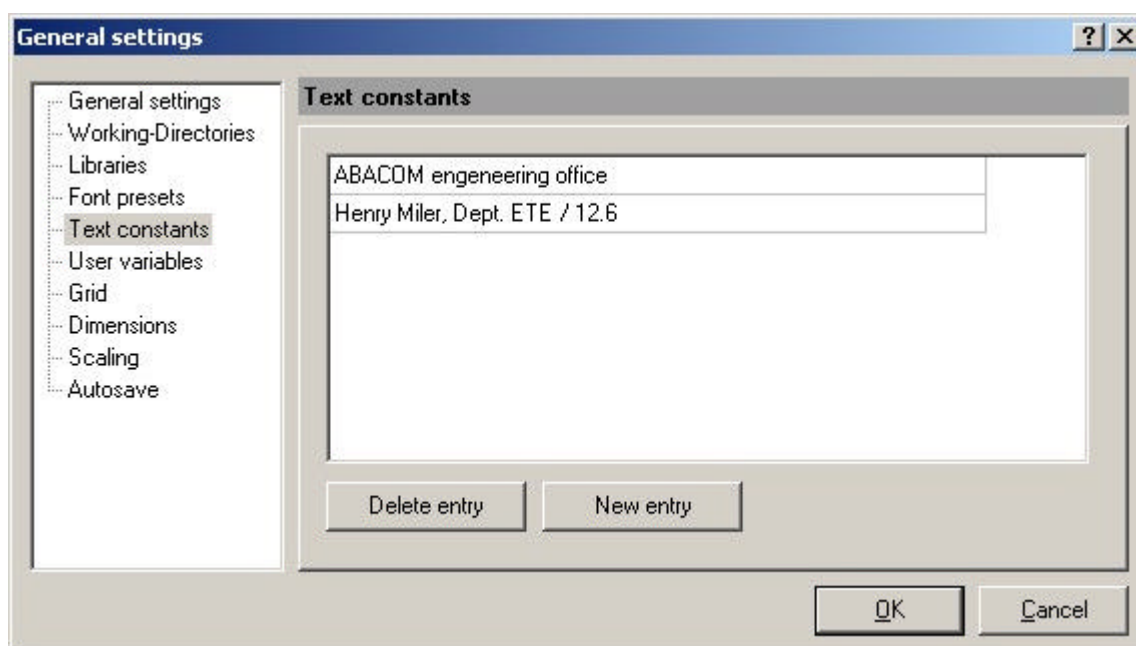 General settings
General settings
Working-Directories
Libraries
Font presets
Text constants
User variables
Grid
Dimensions
Scaling
Autosave
Text constants
ABACOM engeneering office
Henry Miler, Dept. ETE / 12.6
Delete entry
New entry
OK
Cancel